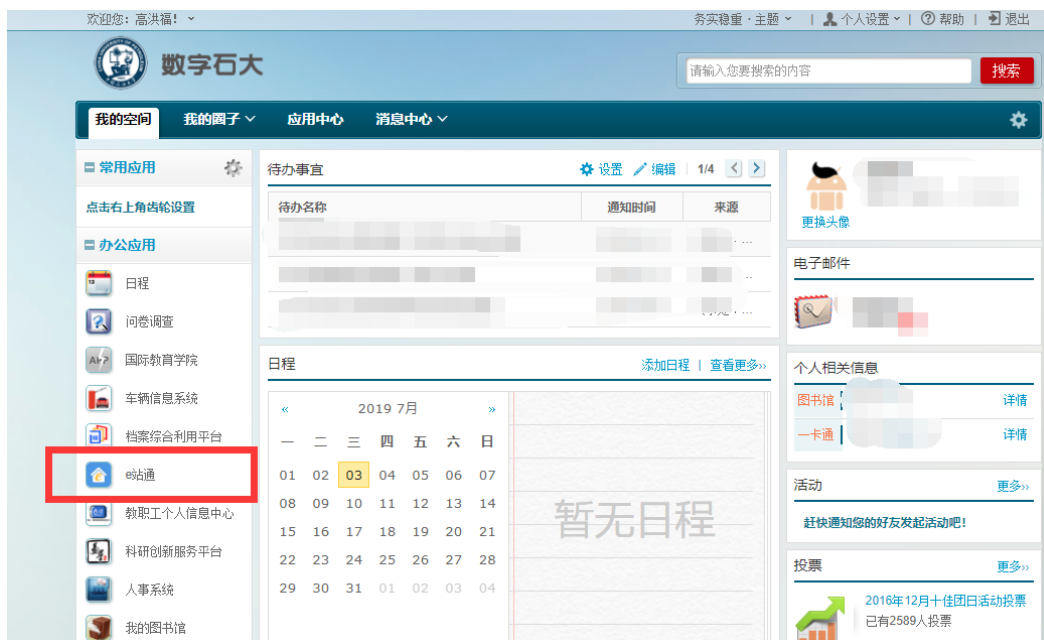 欢迎您: 高洪福!
务实稳重·主题 | 个人设置 | 帮助 | 退出
数字石大
请输入您要搜索的内容
搜索
我的空间 我的圈子 应用中心 消息中心
常用应用
点击右上角齿轮设置
办公应用
日程
问卷调查
国际教育学院
车辆信息系统
档案综合利用平台
e站通
教职工个人信息中心
科研创新服务平台
人事系统
我的图书馆
待办事宜
设置 编辑 | 1/4 < >
待办名称 通知时间 来源
日程
添加日程 | 查看更多››
« 2019 7月 »
一 二 三 四 五 六 日
01 02 03 04 05 06 07
08 09 10 11 12 13 14
15 16 17 18 19 20 21
22 23 24 25 26 27 28
29 30 31 01 02 03 04
暂无日程
更换头像
电子邮件
个人相关信息
图书馆 详情
一卡通 详情
活动 更多››
赶快通知您的好友发起活动吧!
投票 更多››
2016年12月十佳团日活动投票
已有2589人投票